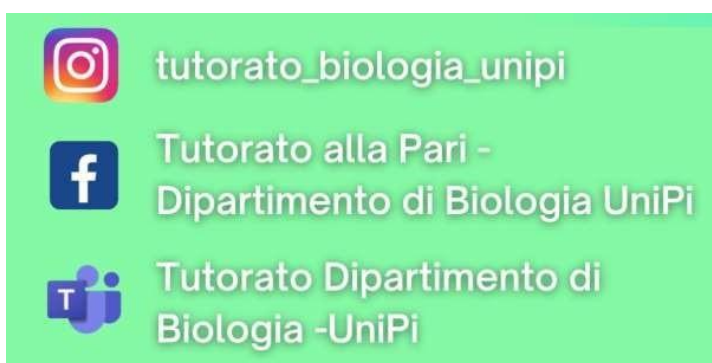 tutorato_biologia_unipi
Tutorato alla Pari -
Dipartimento di Biologia UniPi
Tutorato Dipartimento di
Biologia -UniPi